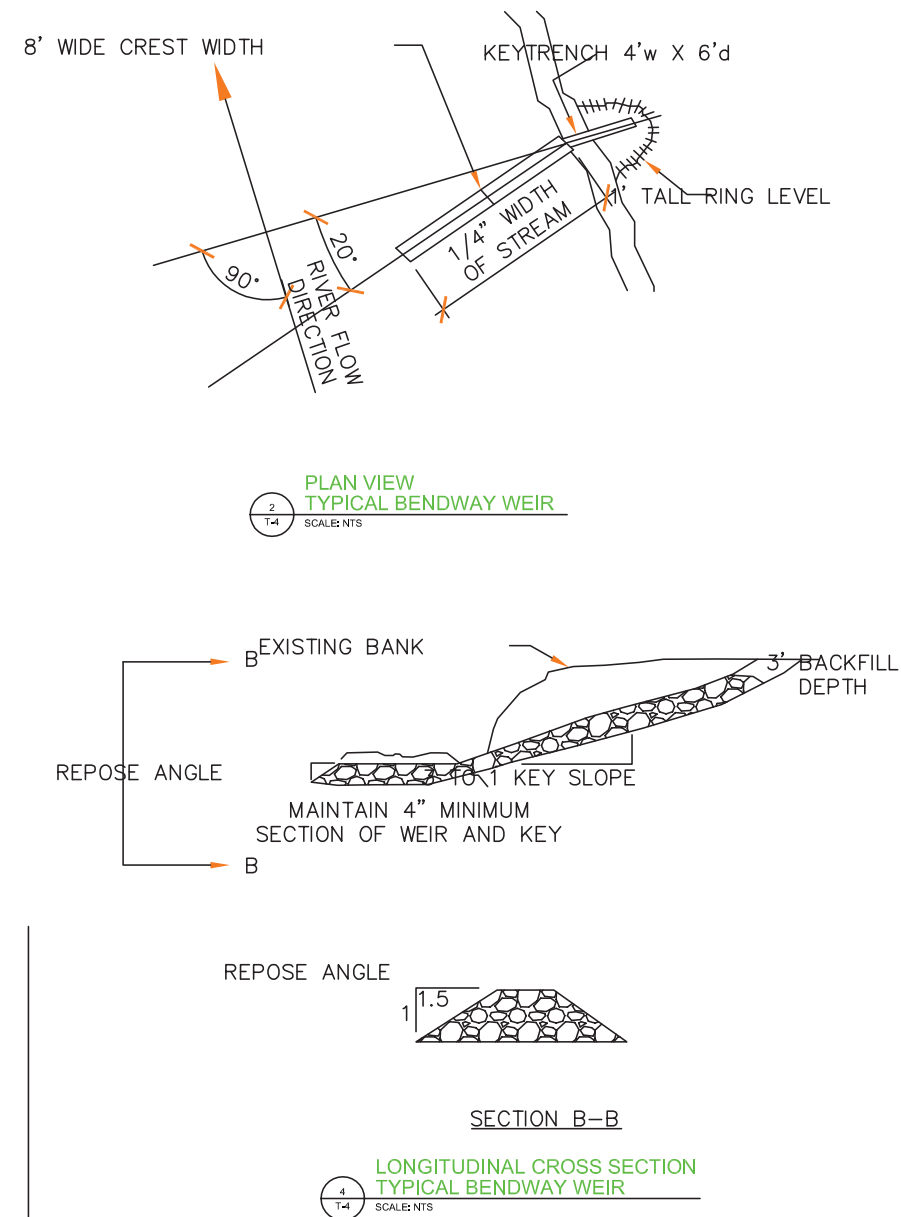 8' WIDE CREST WIDTH
KEYTRENCH 4'w X 6'd
1' TALL RING LEVEL
1/4" WIDTH
OF STREAM
20°
90°
RIVER FLOW
DIRECTION
2
T-4
PLAN VIEW
TYPICAL BENDWAY WEIR
SCALE: NTS
B
EXISTING BANK
3' BACKFILL
DEPTH
REPOSE ANGLE
TO 1 KEY SLOPE
MAINTAIN 4" MINIMUM
SECTION OF WEIR AND KEY
B
REPOSE ANGLE
1.5
1
SECTION B-B
4
T-4
LONGITUDINAL CROSS SECTION
TYPICAL BENDWAY WEIR
SCALE: NTS